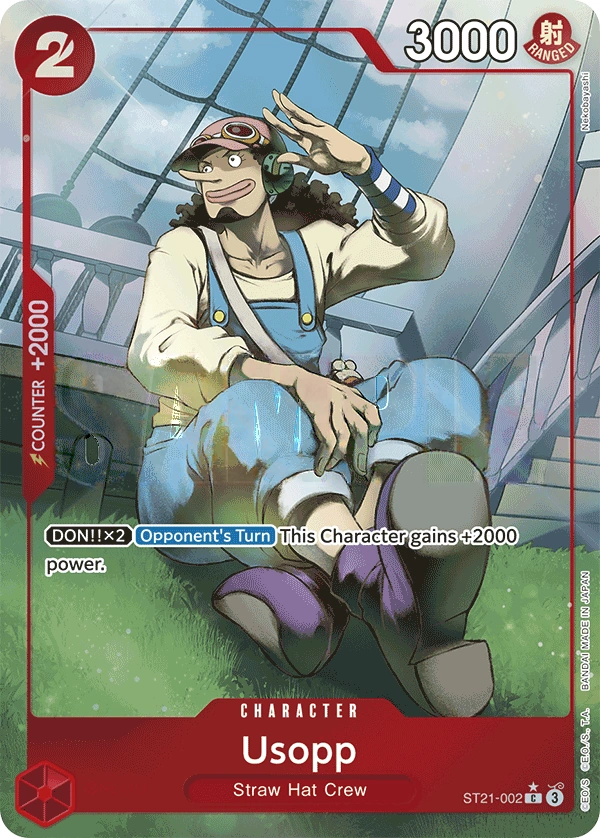 2
3000
射
RANGED
Nekobayashi
COUNTER +2000
DON!!×2 Opponent's Turn This Character gains +2000
power.
©ED/S ©E.O./S., T.A. BANDAI MADE IN JAPAN
CHARACTER
Usopp
Straw Hat Crew
ST21-002 C 3